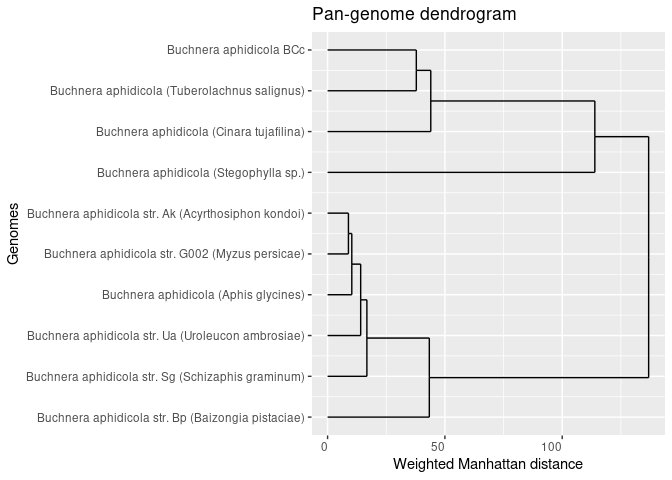 Pan-genome dendrogram
Buchnera aphidicola BCc
Buchnera aphidicola (Tuberolachnus salignus)
Buchnera aphidicola (Cinara tujafilina)
Buchnera aphidicola (Stegophylla sp.)
Buchnera aphidicola str. Ak (Acyrthosiphon kondoi)
Buchnera aphidicola str. G002 (Myzus persicae)
Buchnera aphidicola (Aphis glycines)
Buchnera aphidicola str. Ua (Uroleucon ambrosiae)
Buchnera aphidicola str. Sg (Schizaphis graminum)
Buchnera aphidicola str. Bp (Baizongia pistaciae)
Genomes
0 50 100
Weighted Manhattan distance